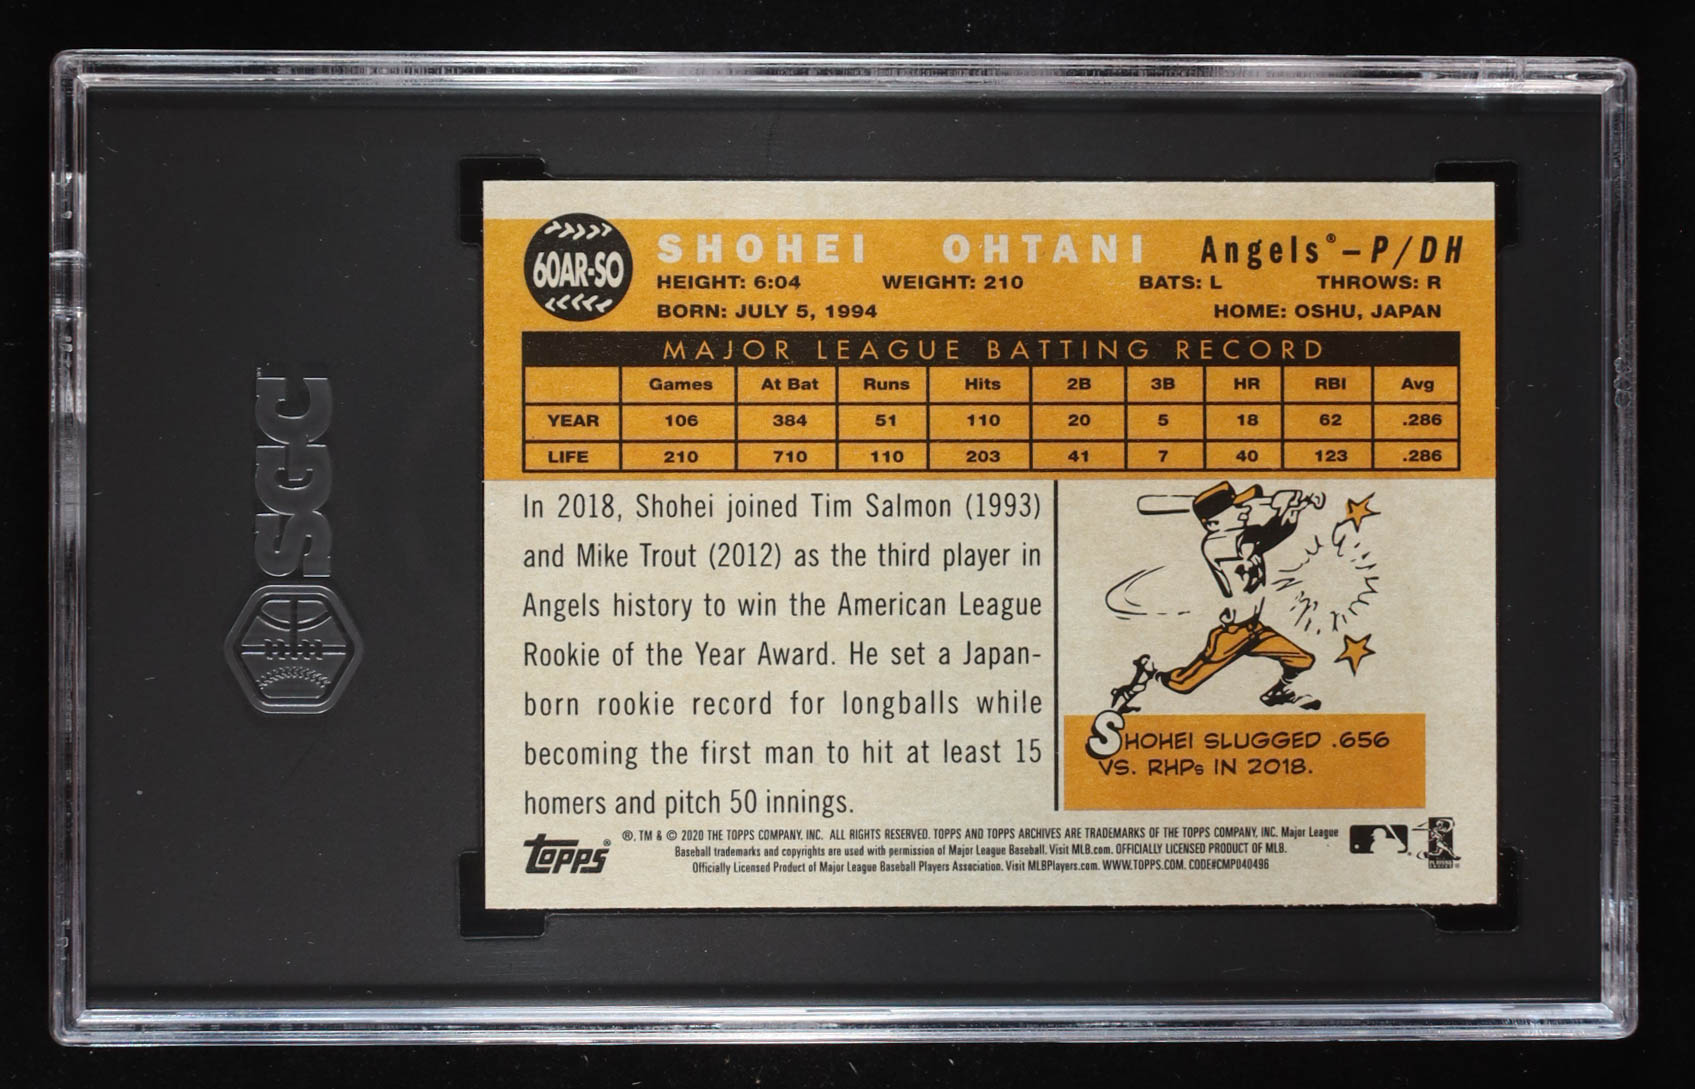 60AR-SO
SHOHEI OHTANI Angels® – P/DH
HEIGHT: 6:04 WEIGHT: 210 BATS: L THROWS: R
BORN: JULY 5, 1994 HOME: OSHU, JAPAN
MAJOR LEAGUE BATTING RECORD
Games At Bat Runs Hits 2B 3B HR RBI Avg
YEAR 106 384 51 110 20 5 18 62 .286
LIFE 210 710 110 203 41 7 40 123 .286
In 2018, Shohei joined Tim Salmon (1993)
and Mike Trout (2012) as the third player in
Angels history to win the American League
Rookie of the Year Award. He set a Japan-
born rookie record for longballs while
becoming the first man to hit at least 15
homers and pitch 50 innings.
SHOHEI SLUGGED .656
VS. RHPs IN 2018.
topps®
®, TM & © 2020 THE TOPPS COMPANY, INC. ALL RIGHTS RESERVED. TOPPS AND TOPPS ARCHIVES ARE TRADEMARKS OF THE TOPPS COMPANY, INC. Major League
Baseball trademarks and copyrights are used with permission of Major League Baseball. Visit MLB.com. OFFICIALLY LICENSED PRODUCT OF MLB.
Officially Licensed Product of Major League Baseball Players Association. Visit MLBPlayers.com. WWW.TOPPS.COM. CODE#CMP040496
SGC